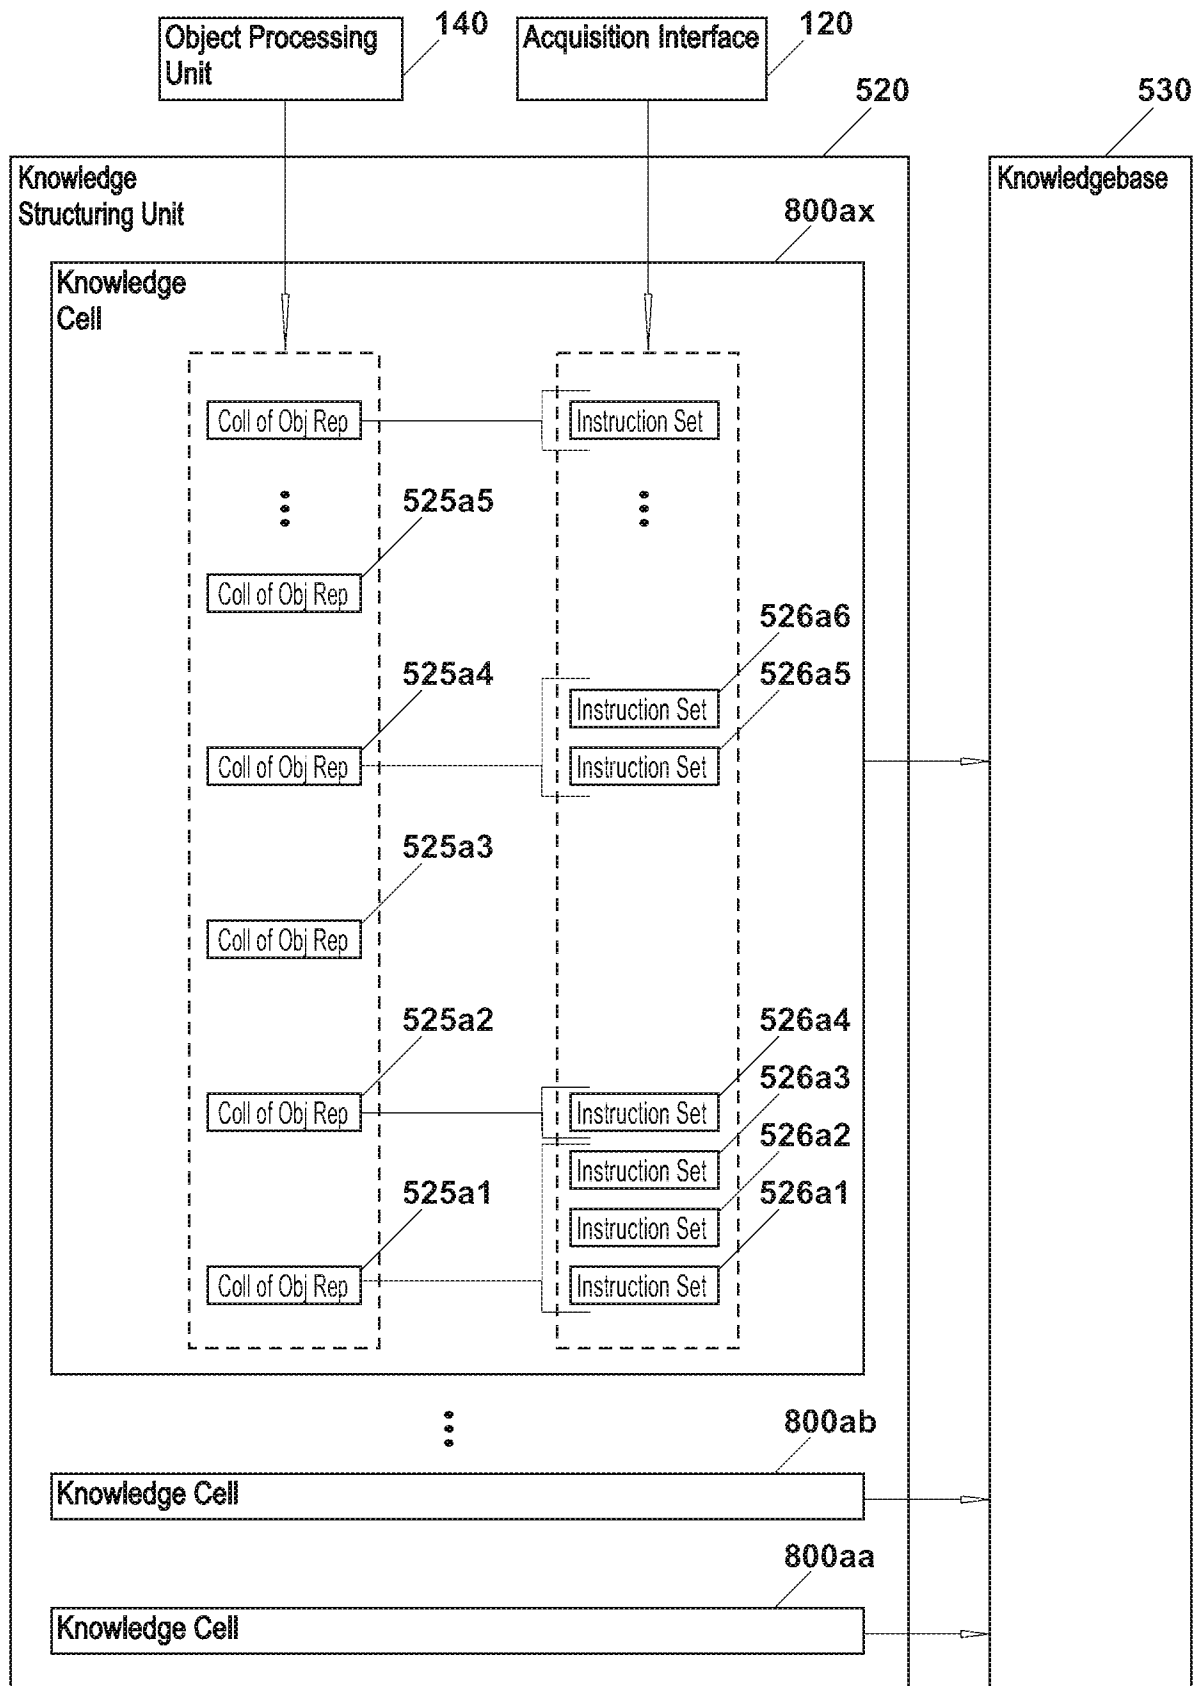 Object Processing
Unit
140
Acquisition Interface
120
520
530
Knowledge
Structuring Unit
Knowledgebase
800ax
Knowledge
Cell
Coll of Obj Rep
Instruction Set
525a5
Coll of Obj Rep
526a6
525a4
526a5
Instruction Set
Coll of Obj Rep
Instruction Set
525a3
Coll of Obj Rep
525a2
526a4
526a3
Coll of Obj Rep
Instruction Set
526a2
Instruction Set
525a1
526a1
Instruction Set
Coll of Obj Rep
Instruction Set
800ab
Knowledge Cell
800aa
Knowledge Cell